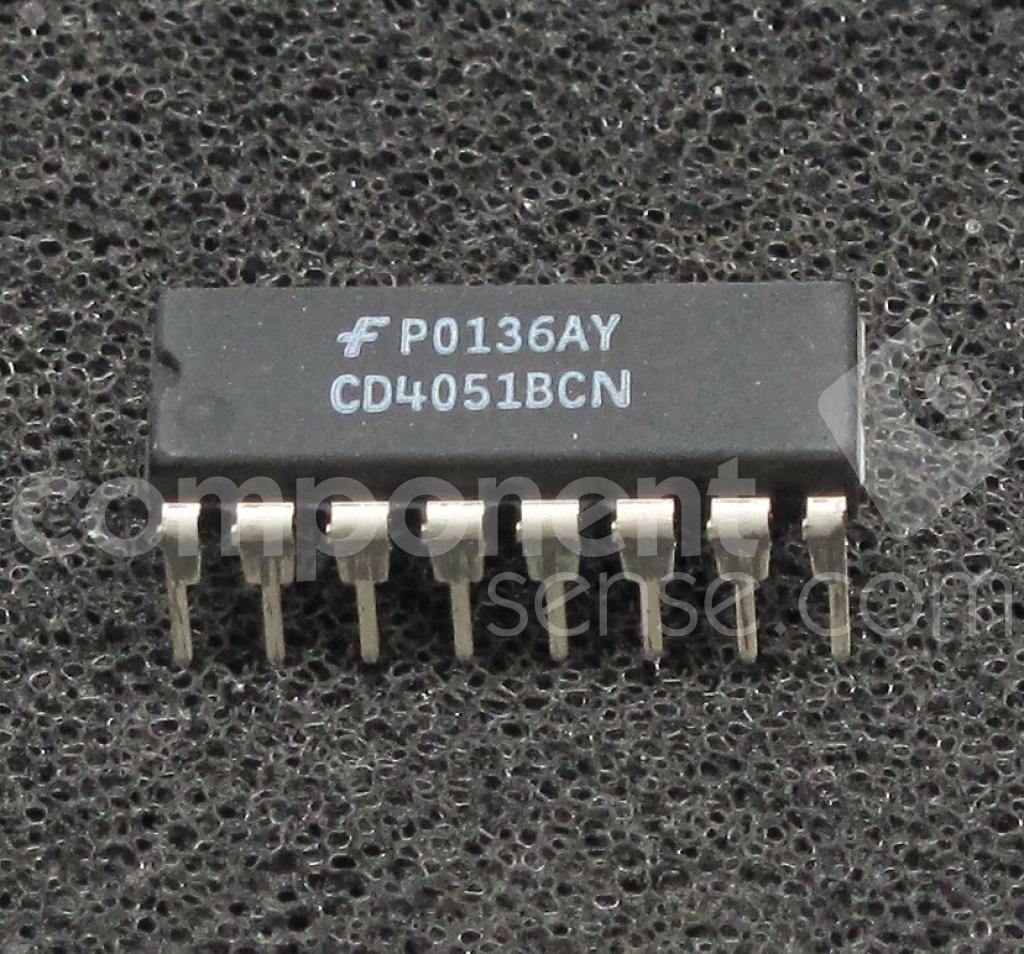 F P0136AY
CD4051BCN
component
sense.com